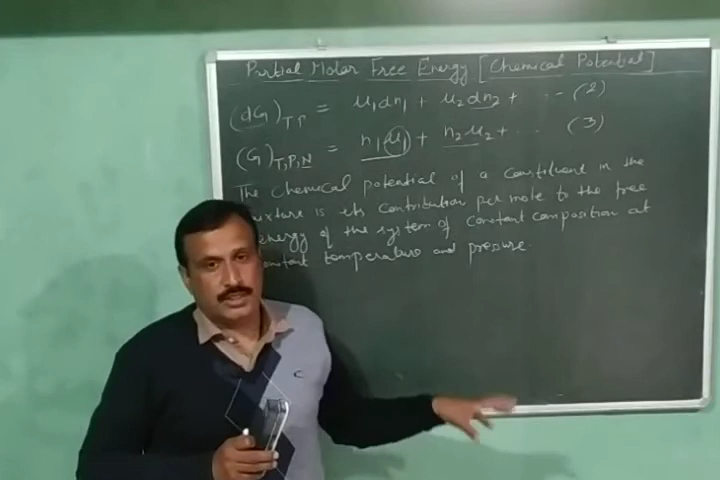 Partial Molar Free Energy [Chemical Potential]
(dG)T,P = μ₁dn₁ + μ₂dn₂ + ... (2)
(G)T,P,N = n₁μ₁ + n₂μ₂ + ... (3)
The chemical potential of a constituent in the
mixture is its contribution per mole to the free
energy of the system of constant composition at
constant temperature and pressure.